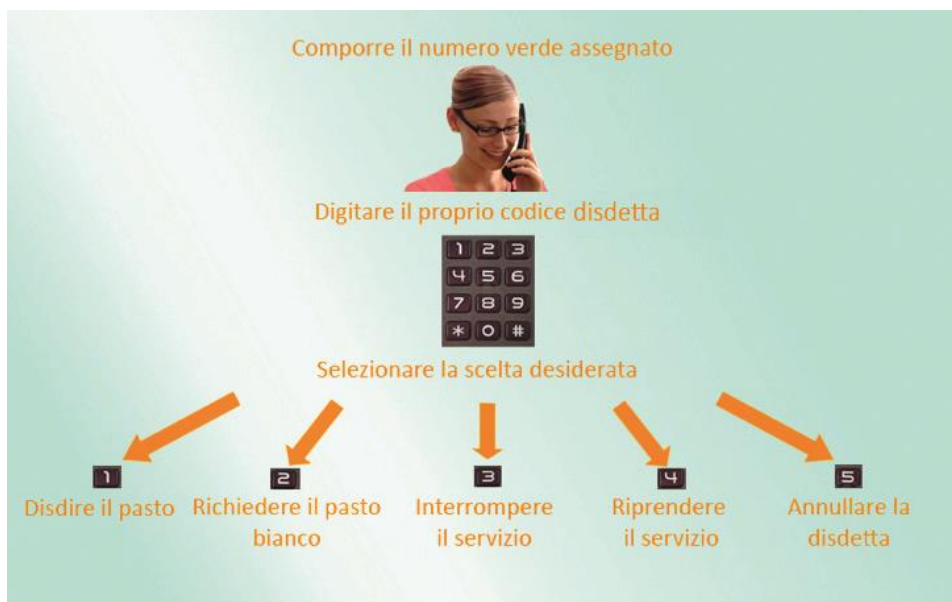 Comporre il numero verde assegnato
Digitare il proprio codice disdetta
1 2 3
4 5 6
7 8 9
* 0 #
Selezionare la scelta desiderata
1
Disdire il pasto
2
Richiedere il pasto
bianco
3
Interrompere
il servizio
4
Riprendere
il servizio
5
Annullare la
disdetta